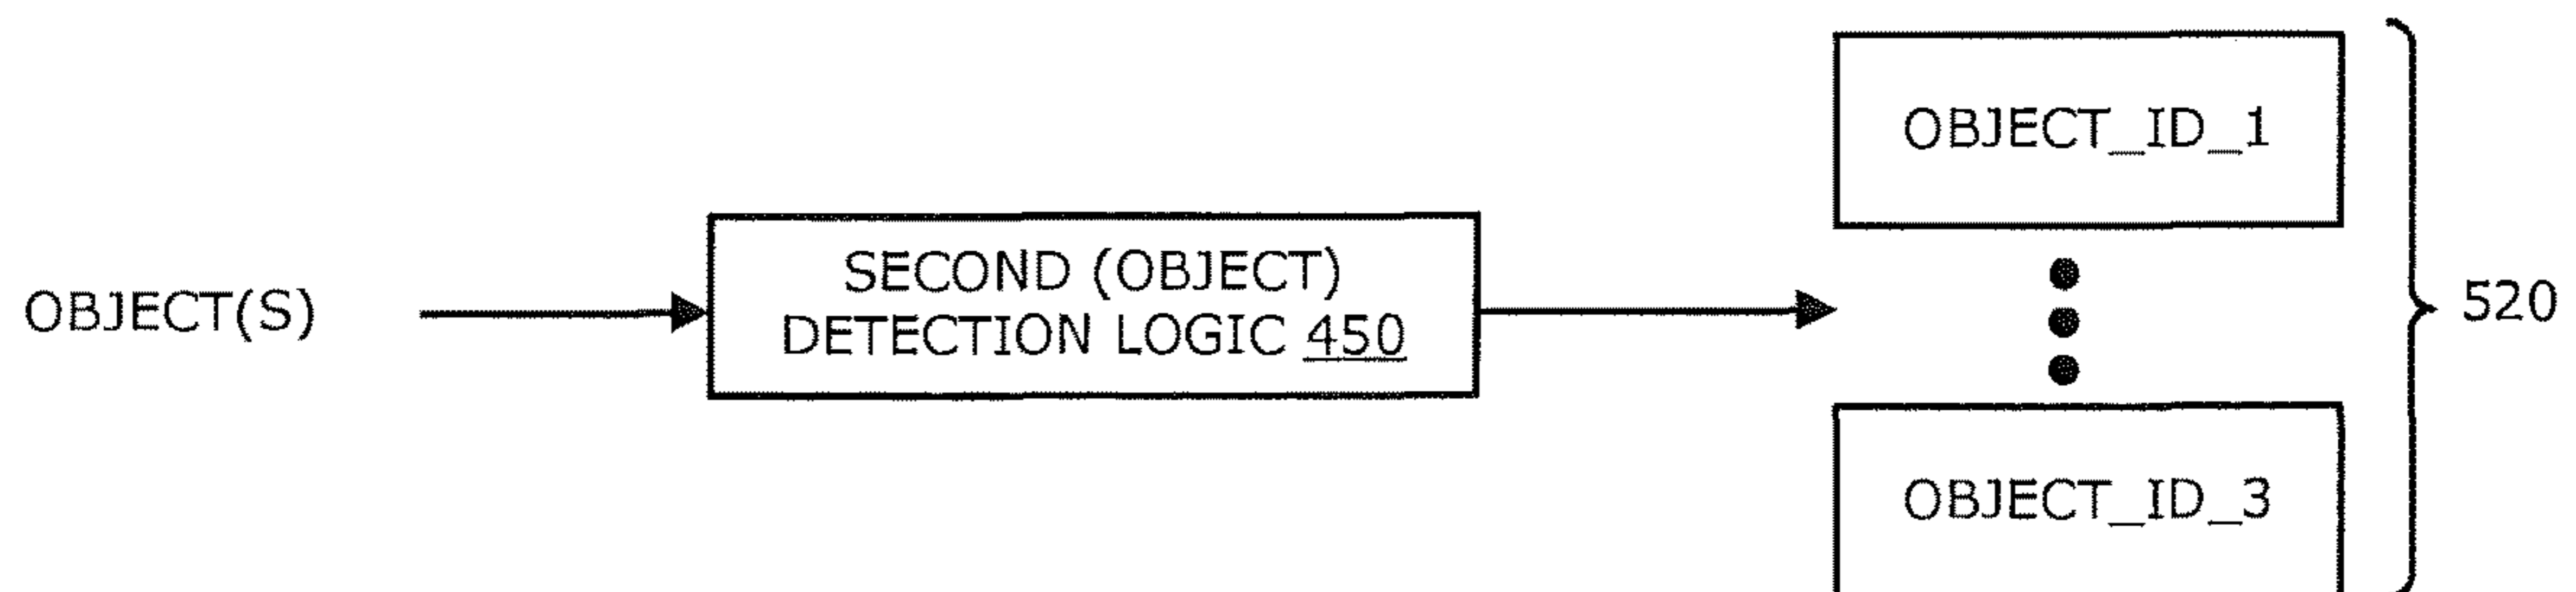 OBJECT(S)
SECOND (OBJECT)
DETECTION LOGIC 450
OBJECT_ID_1
OBJECT_ID_3
520